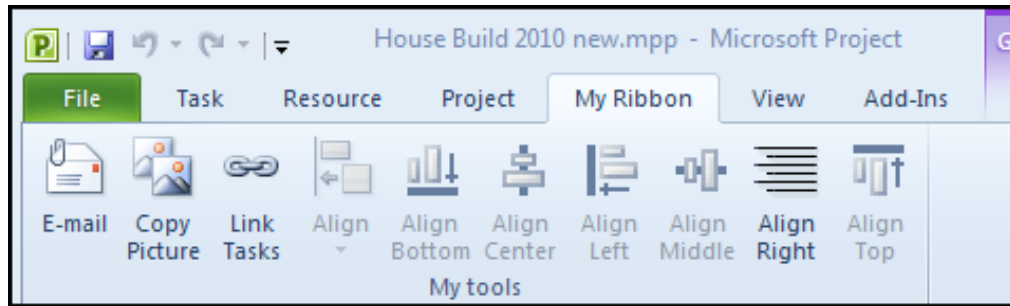 House Build 2010 new.mpp - Microsoft Project
File Task Resource Project My Ribbon View Add-Ins
E-mail Copy Picture Link Tasks Align Align Bottom Align Center Align Left Align Middle Align Right Align Top
My tools